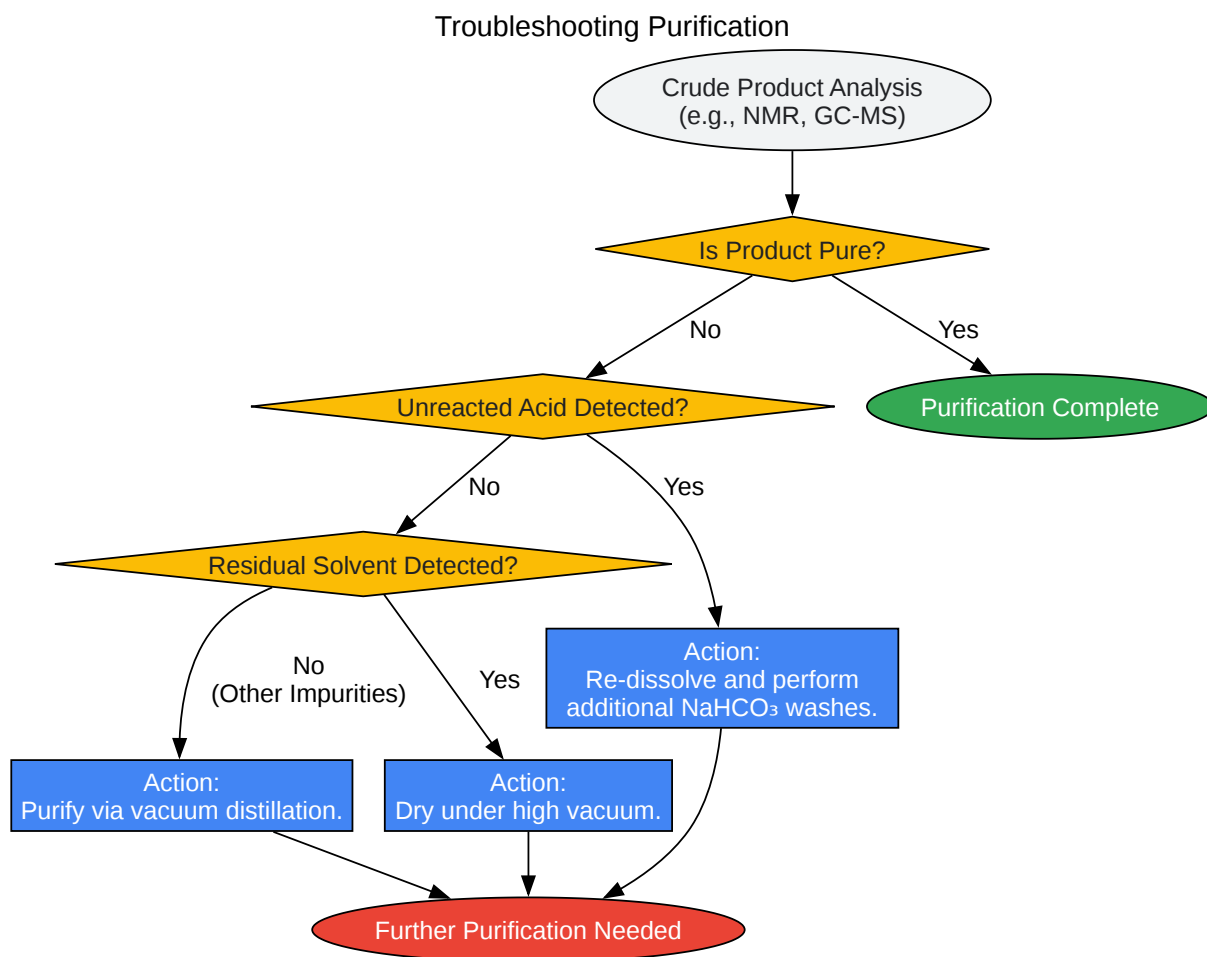 Troubleshooting Purification
Crude Product Analysis
(e.g., NMR, GC-MS)
Is Product Pure?
No
Yes
Unreacted Acid Detected?
Purification Complete
No
Yes
Residual Solvent Detected?
No
(Other Impurities)
Yes
Action:
Re-dissolve and perform
additional NaHCO₃ washes.
Action:
Purify via vacuum distillation.
Action:
Dry under high vacuum.
Further Purification Needed